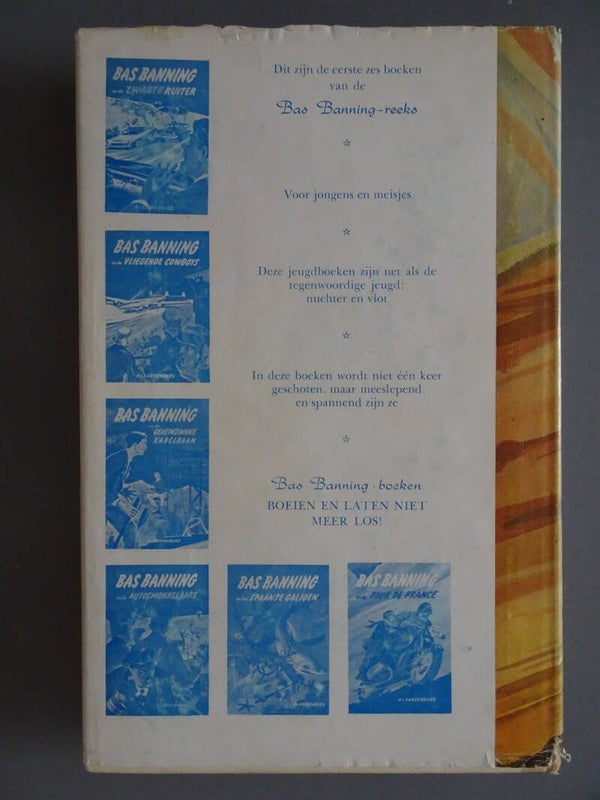 Dit zijn de eerste zes boeken
van de
Bas Banning-reeks
Voor jongens en meisjes
Deze jeugdboeken zijn net als de
tegenwoordige jeugd:
nuchter en vlot
In deze boeken wordt niet één keer
geschoten, maar meeslepend
en spannend zijn ze
Bas Banning-boeken
BOEIEN EN LATEN NIET
MEER LOS!
BAS BANNING
ZWARTE RUITER
BAS BANNING
VLIEGENDE COWBOYS
BAS BANNING
GEHEIMZINNIGE
KABELBAAN
BAS BANNING
AUTOSMOKKELAARS
BAS BANNING
SPAANSE GALJOEN
BAS BANNING
TOUR DE FRANCE